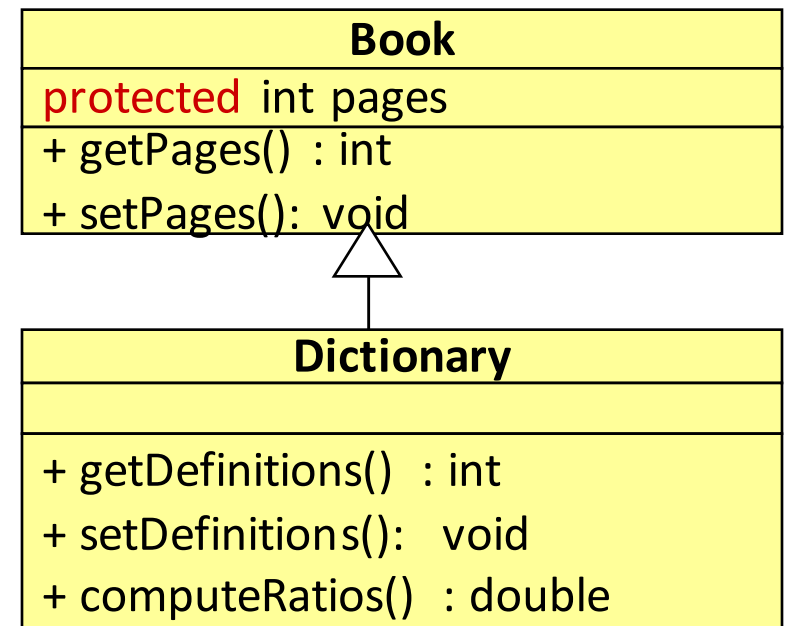 Book
protected int pages
+ getPages() : int
+ setPages(): void
Dictionary
+ getDefinitions() : int
+ setDefinitions(): void
+ computeRatios() : double